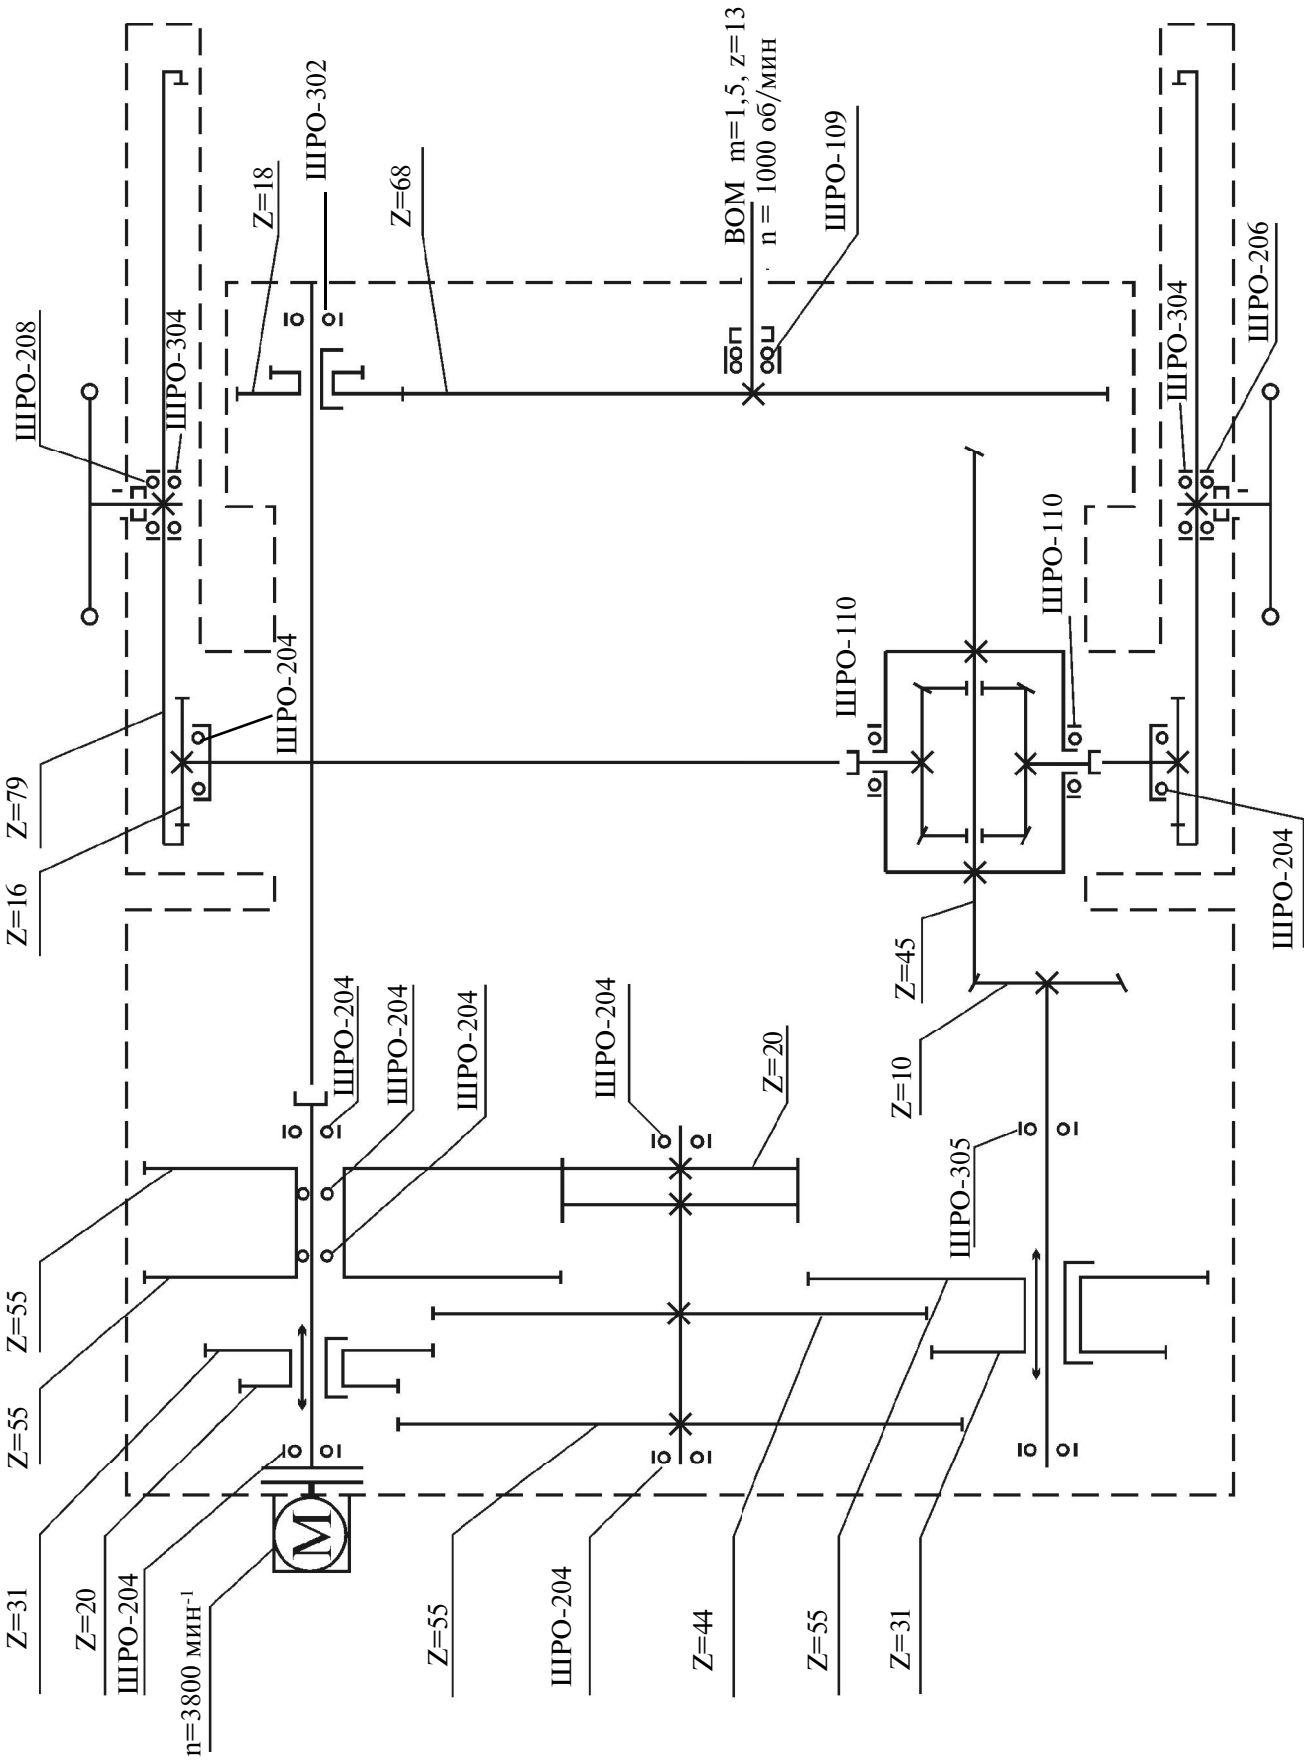 ШРО-208
ШРО-304
ШРО-302
Z=18
Z=68
ВОМ m=1,5, z=13
n = 1000 об/мин
ШРО-109
ШРО-304
ШРО-206
Z=79
Z=16
ШРО-204
ШРО-110
ШРО-110
ШРО-204
Z=45
Z=10
ШРО-305
Z=55
Z=55
ШРО-204
ШРО-204
ШРО-204
ШРО-204
Z=20
Z=31
Z=20
ШРО-204
n=3800 мин-1
М
Z=55
ШРО-204
Z=44
Z=55
Z=31